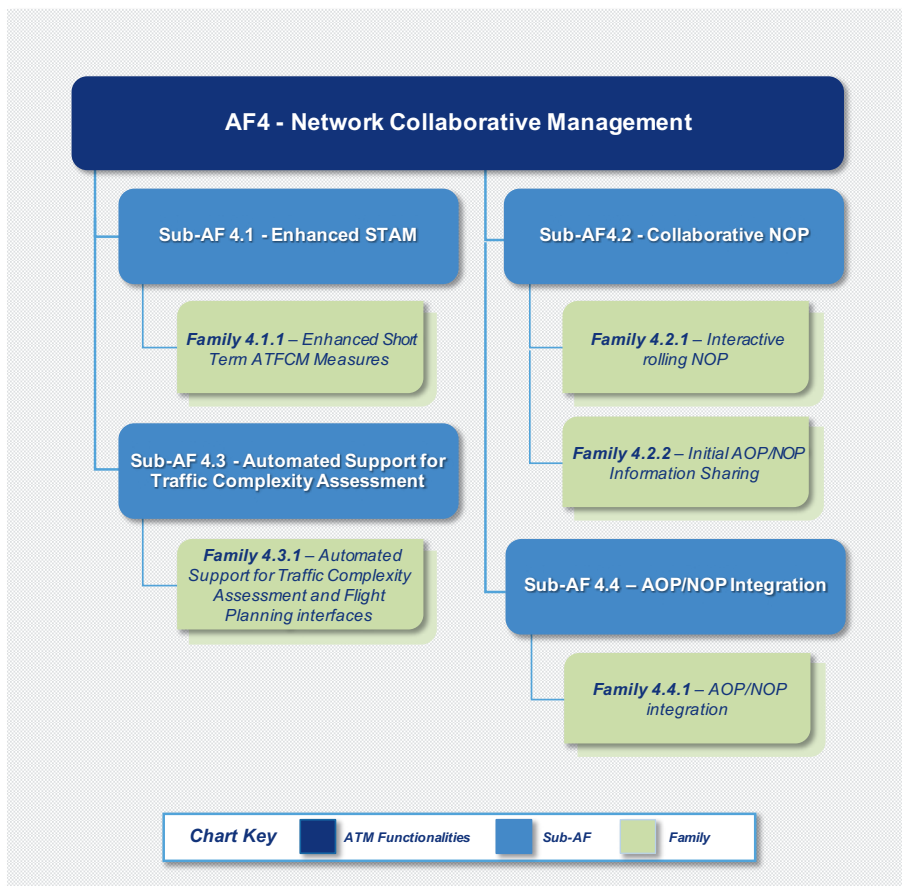 AF4 - Network Collaborative Management
Sub-AF 4.1 - Enhanced STAM
Family 4.1.1 – Enhanced Short
Term ATFCM Measures
Sub-AF 4.3 - Automated Support for
Traffic Complexity Assessment
Family 4.3.1 – Automated
Support for Traffic Complexity
Assessment and Flight
Planning interfaces
Sub-AF4.2 - Collaborative NOP
Family 4.2.1 – Interactive
rolling NOP
Family 4.2.2 – Initial AOP/NOP
Information Sharing
Sub-AF 4.4 – AOP/NOP Integration
Family 4.4.1 – AOP/NOP
integration
Chart Key
ATM Functionalities
Sub-AF
Family